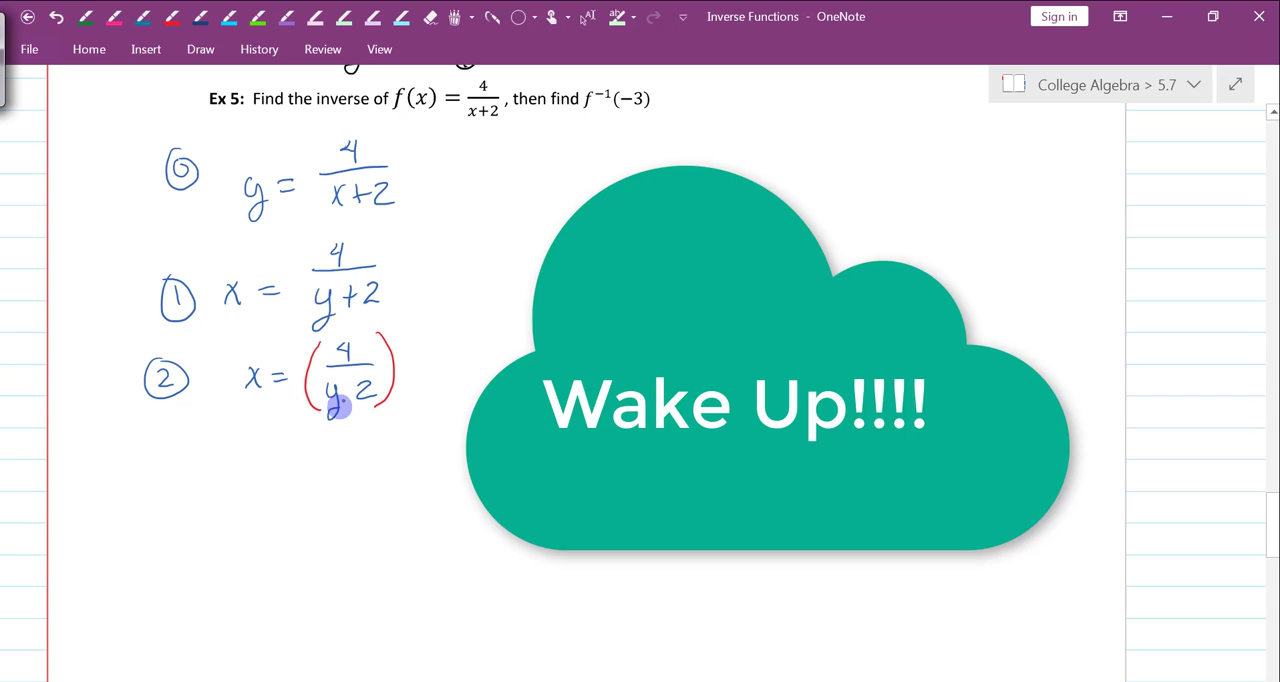 Inverse Functions - OneNote
Sign in
File Home Insert Draw History Review View
College Algebra > 5.7
Ex 5: Find the inverse of f(x) = 4/(x+2), then find f⁻¹(−3)
⓪ y = 4/(x+2)
① x = 4/(y+2)
② x = (4/(y 2))
Wake Up!!!!